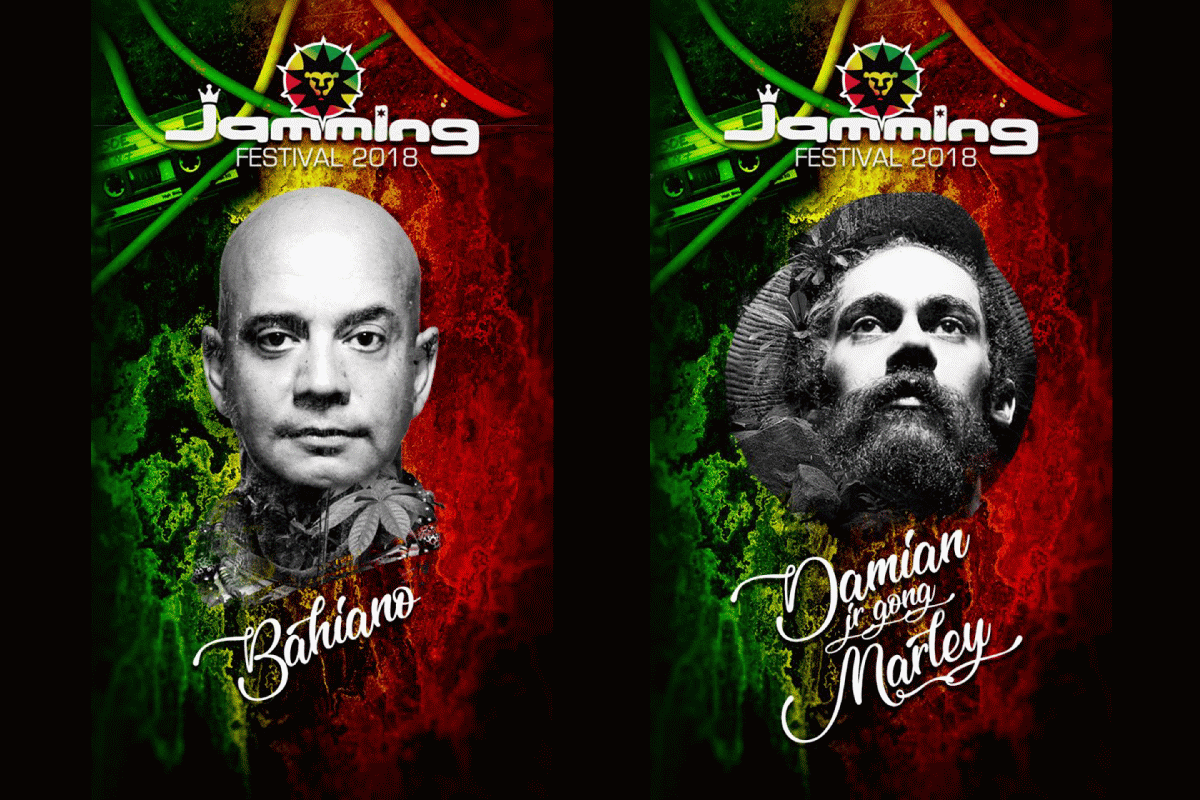 Jamming
FESTIVAL 2018
Bahiano
Jamming
FESTIVAL 2018
Damian
jr gong
Marley